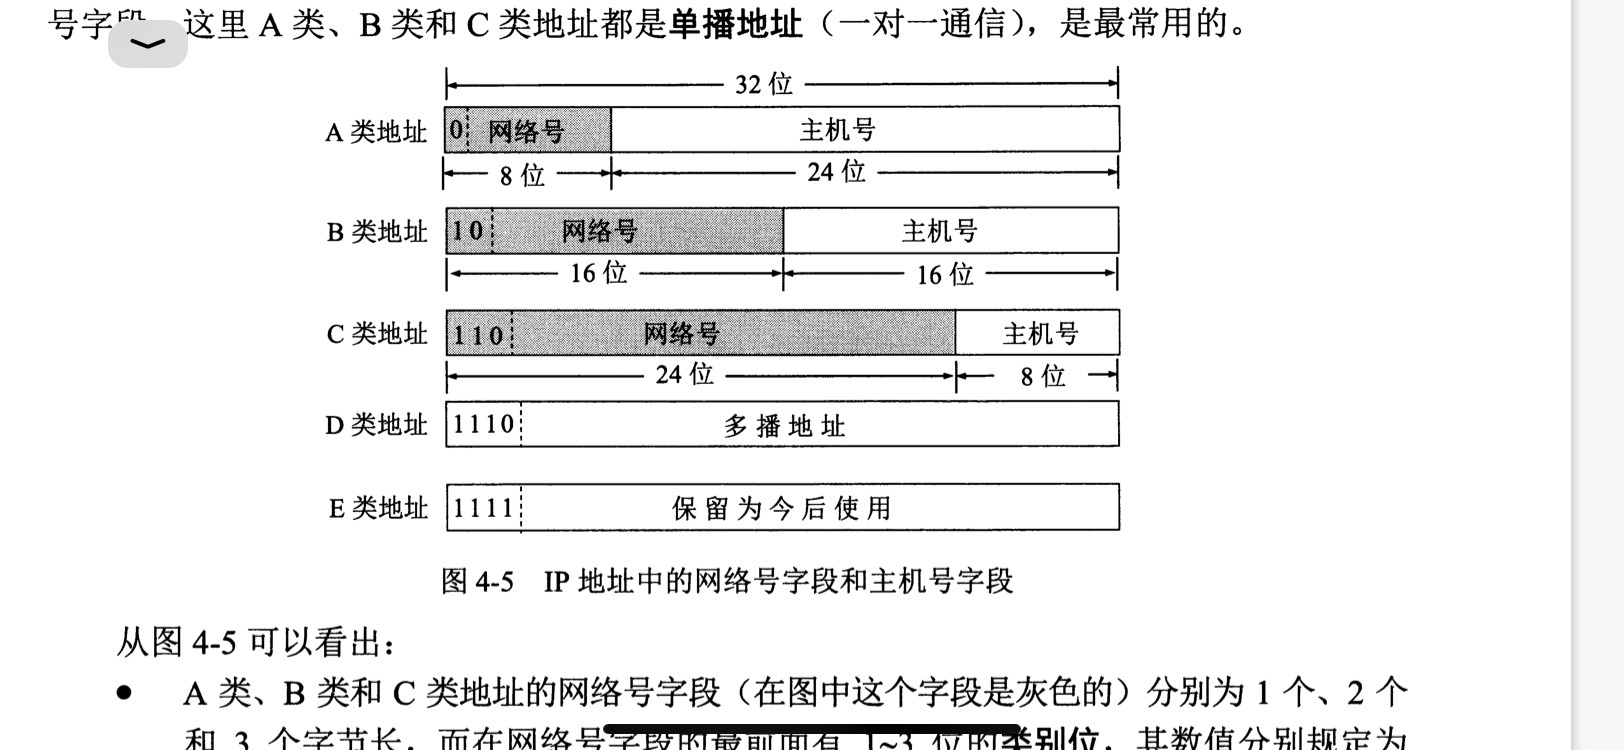 号字段 这里 A 类、B 类和 C 类地址都是单播地址（一对一通信），是最常用的。
32 位
A 类地址 0 网络号 主机号
8 位 24 位
B 类地址 10 网络号 主机号
16 位 16 位
C 类地址 110 网络号 主机号
24 位 8 位
D 类地址 1110 多播地址
E 类地址 1111 保留为今后使用
图 4-5 IP 地址中的网络号字段和主机号字段
从图 4-5 可以看出：
● A 类、B 类和 C 类地址的网络号字段（在图中这个字段是灰色的）分别为 1 个、2 个
和 3 个字节长，而在网络号字段的最前面有 1~3 位的类别位，其数值分别规定为